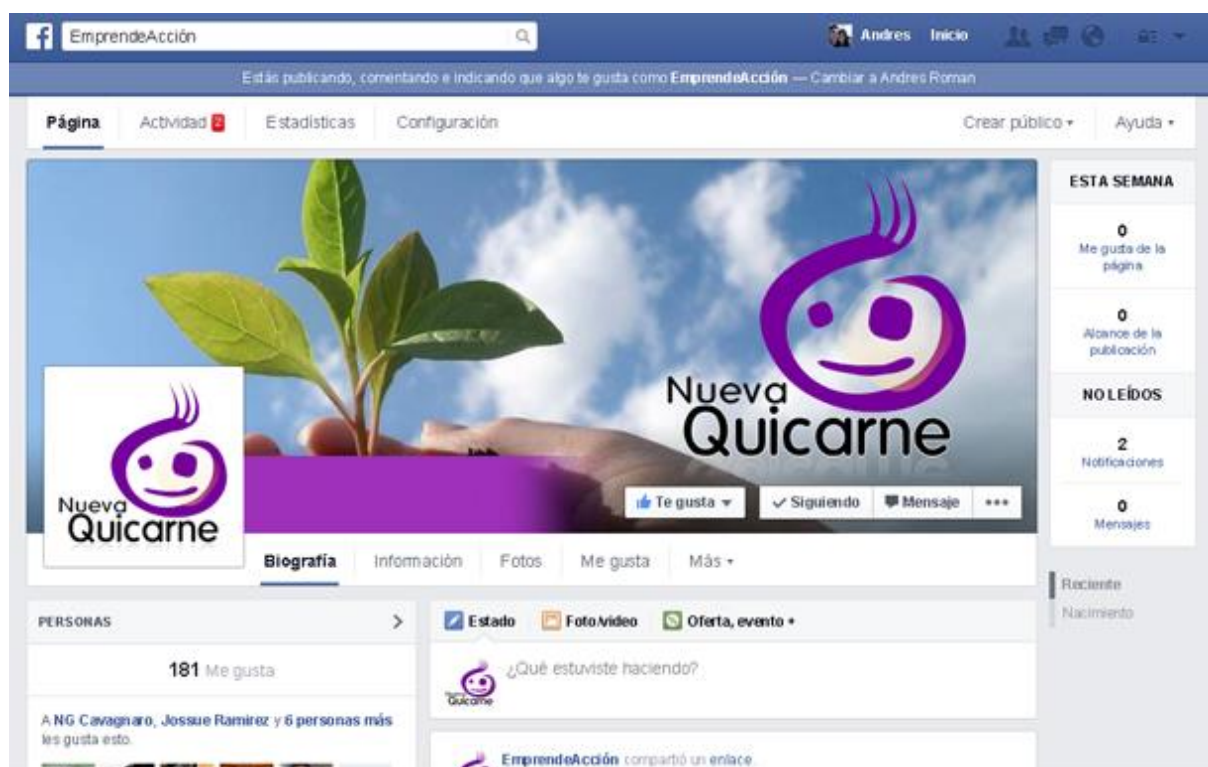 EmprendeAcción
Andres Inicio
Estás publicando, comentando e indicando que algo te gusta como EmprendeAcción — Cambiar a Andres Roman
Página Actividad 2 Estadísticas Configuración Crear público Ayuda
ESTA SEMANA
0
Me gusta de la
página
0
Alcance de la
publicación
NO LEÍDOS
2
Notificaciones
0
Mensajes
Reciente
Nacimiento
Nueva
Quicarne
Nueva
Quicarne
Te gusta Siguiendo Mensaje
Biografía Información Fotos Me gusta Más
PERSONAS
181 Me gusta
A NG Cavagnaro, Jossue Ramirez y 6 personas más
les gusta esto.
Estado Foto/video Oferta, evento +
¿Qué estuviste haciendo?
Nueva
Quicarne
EmprendeAcción compartió un enlace.